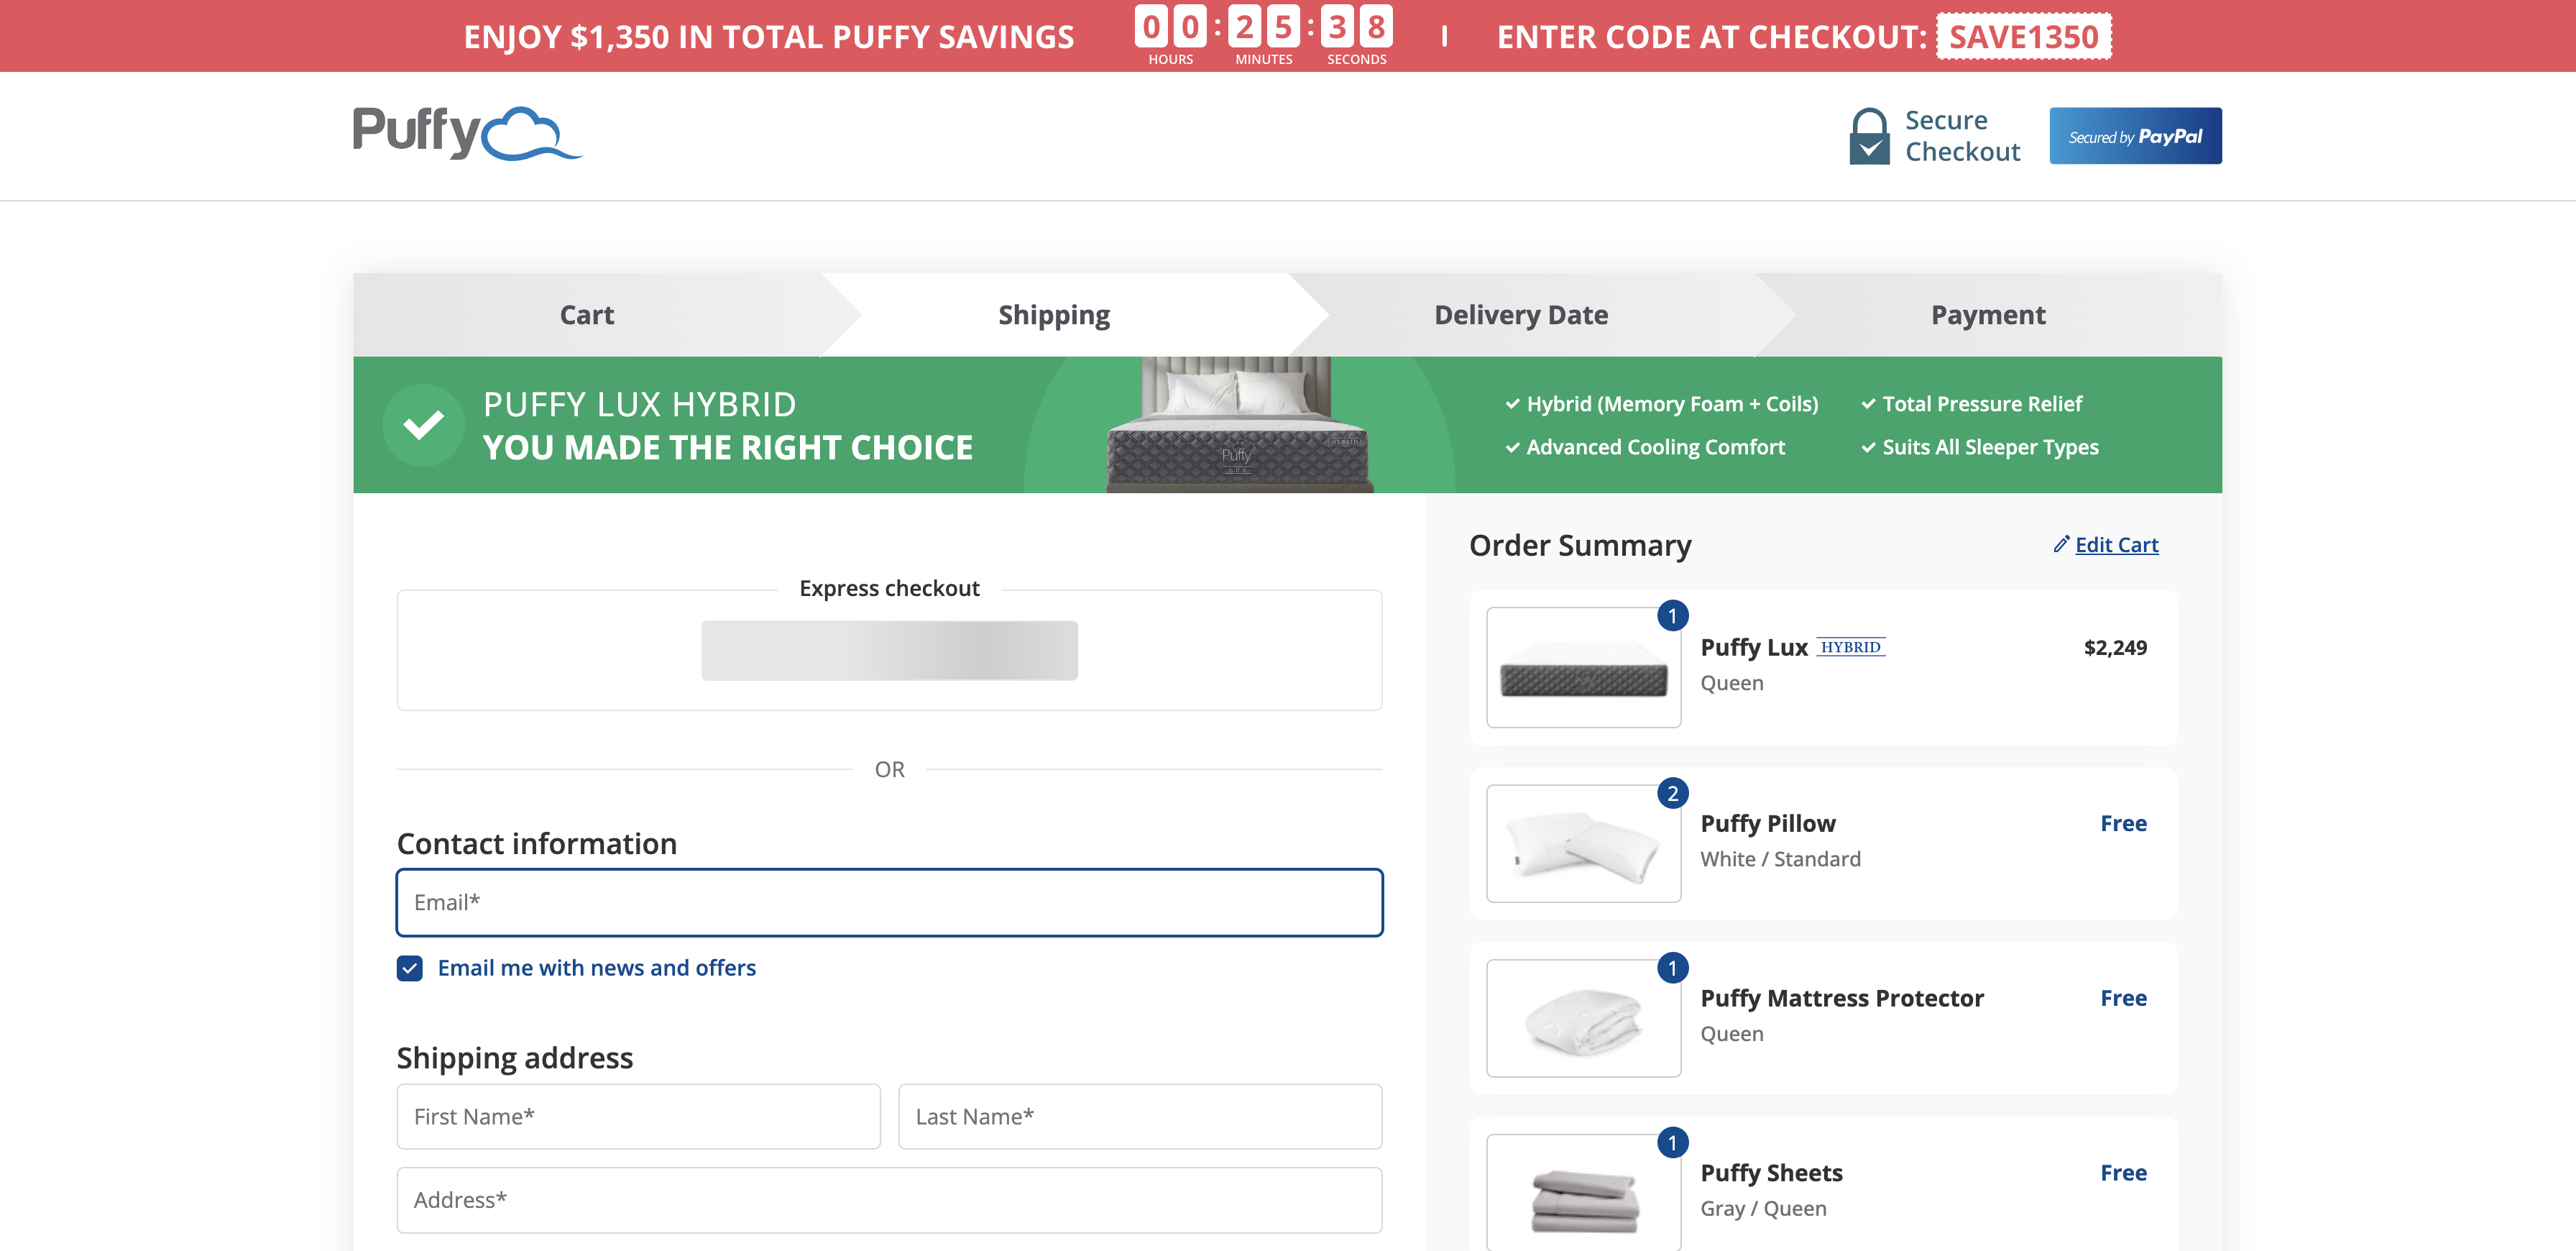 ENJOY $1,350 IN TOTAL PUFFY SAVINGS
00:25:38
HOURS MINUTES SECONDS
ENTER CODE AT CHECKOUT: SAVE1350
Puffy
Secure
Checkout
Secured by PayPal
Cart
Shipping
Delivery Date
Payment
PUFFY LUX HYBRID
YOU MADE THE RIGHT CHOICE
Puffy
LUX
HYBRID
Hybrid (Memory Foam + Coils)
Advanced Cooling Comfort
Total Pressure Relief
Suits All Sleeper Types
Express checkout
OR
Contact information
Email*
Email me with news and offers
Shipping address
First Name*
Last Name*
Address*
Order Summary
Edit Cart
1
Puffy Lux HYBRID
$2,249
Queen
2
Puffy Pillow
Free
White / Standard
1
Puffy Mattress Protector
Free
Queen
1
Puffy Sheets
Free
Gray / Queen